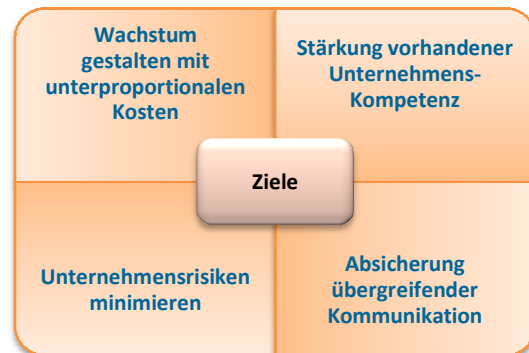 Wachstum
gestalten mit
unterproportionalen
Kosten
Stärkung vorhandener
Unternehmens-
Kompetenz
Ziele
Unternehmensrisiken
minimieren
Absicherung
übergreifender
Kommunikation